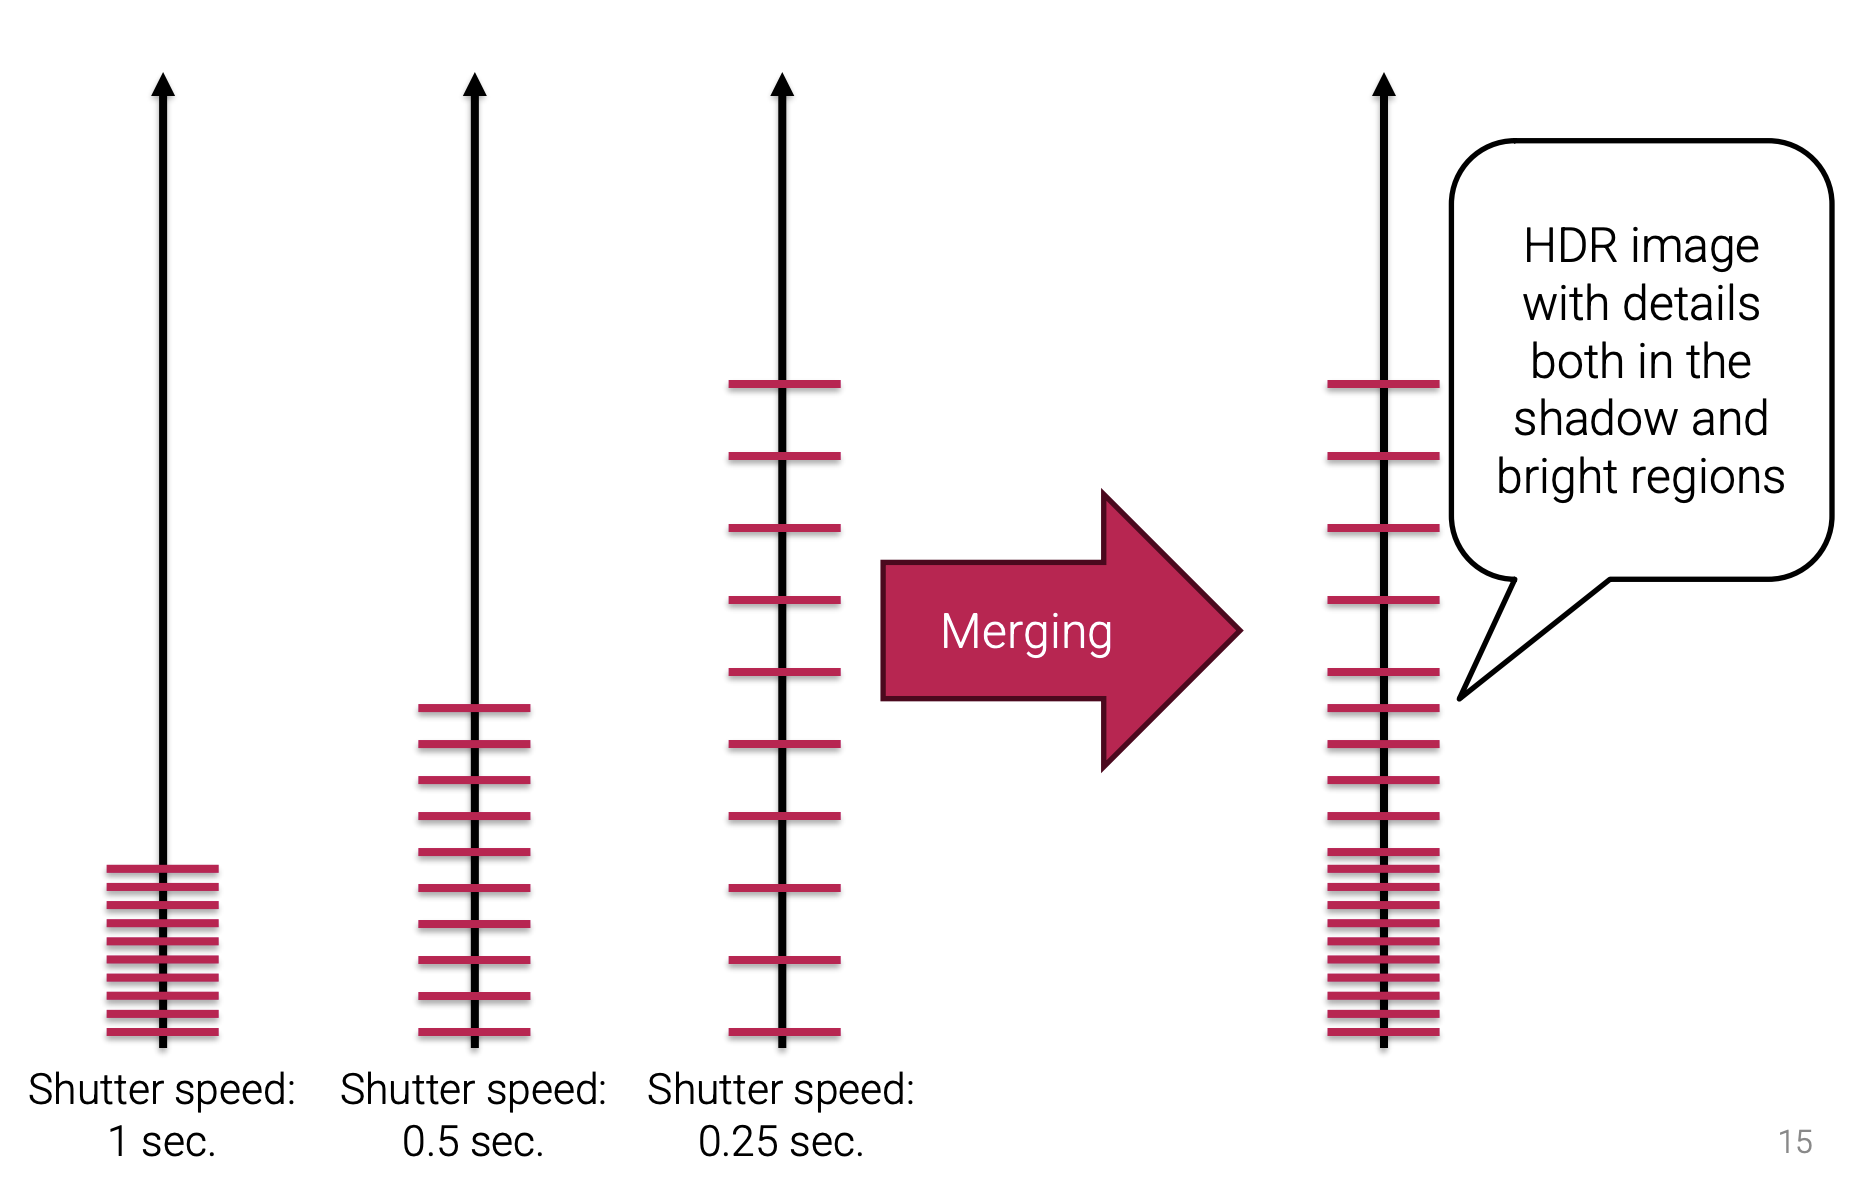 HDR image
with details
both in the
shadow and
bright regions
Merging
Shutter speed:
1 sec.
Shutter speed:
0.5 sec.
Shutter speed:
0.25 sec.
15